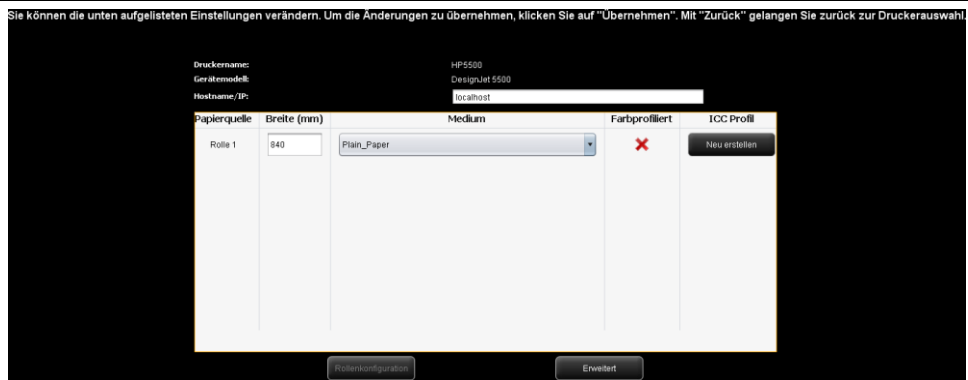 Sie können die unten aufgelisteten Einstellungen verändern. Um die Änderungen zu übernehmen, klicken Sie auf "Übernehmen". Mit "Zurück" gelangen Sie zurück zur Druckerauswahl.
Druckername: HP5500
Gerätemodell: DesignJet 5500
Hostname/IP: localhost
Papierquelle Breite (mm) Medium Farbprofiliert ICC Profil
Rolle 1 840 Plain_Paper Neu erstellen
Rollenkonfiguration Erweitert